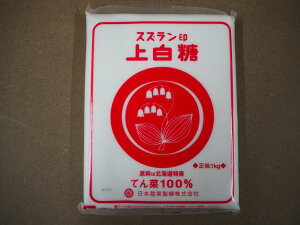 スズラン印
上白糖
◆正味1kg◆
原料は北海道特産
てん菜100%
日本甜菜製糖株式会社